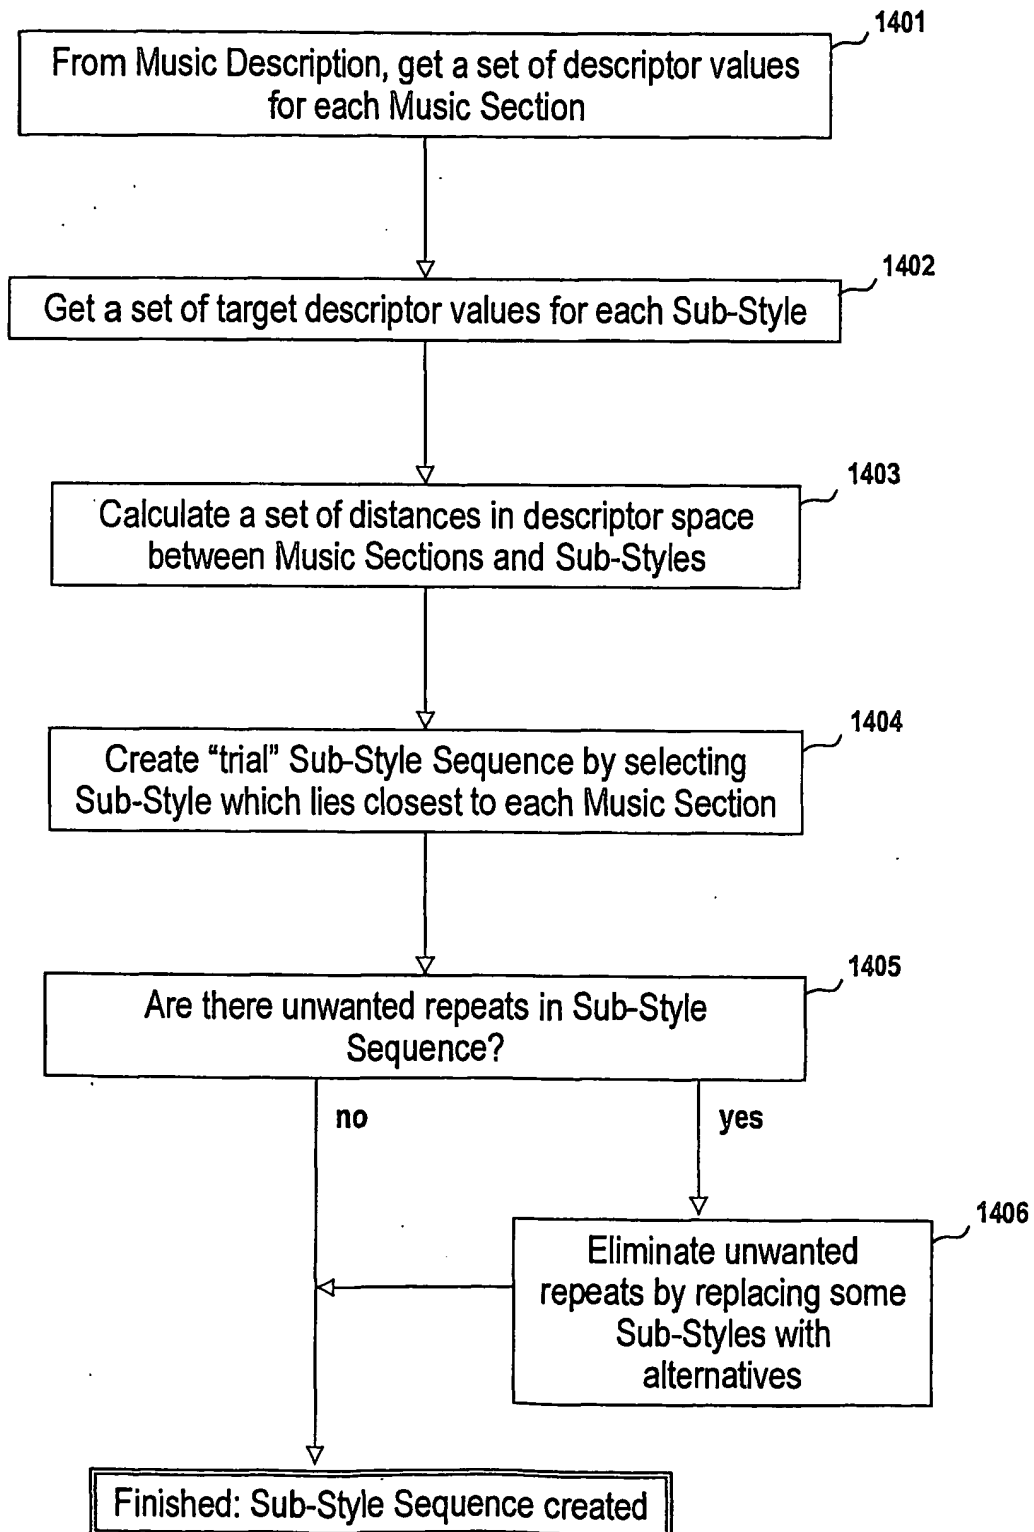 1401
From Music Description, get a set of descriptor values
for each Music Section
1402
Get a set of target descriptor values for each Sub-Style
1403
Calculate a set of distances in descriptor space
between Music Sections and Sub-Styles
1404
Create “trial” Sub-Style Sequence by selecting
Sub-Style which lies closest to each Music Section
1405
Are there unwanted repeats in Sub-Style
Sequence?
no
yes
1406
Eliminate unwanted
repeats by replacing some
Sub-Styles with
alternatives
Finished: Sub-Style Sequence created